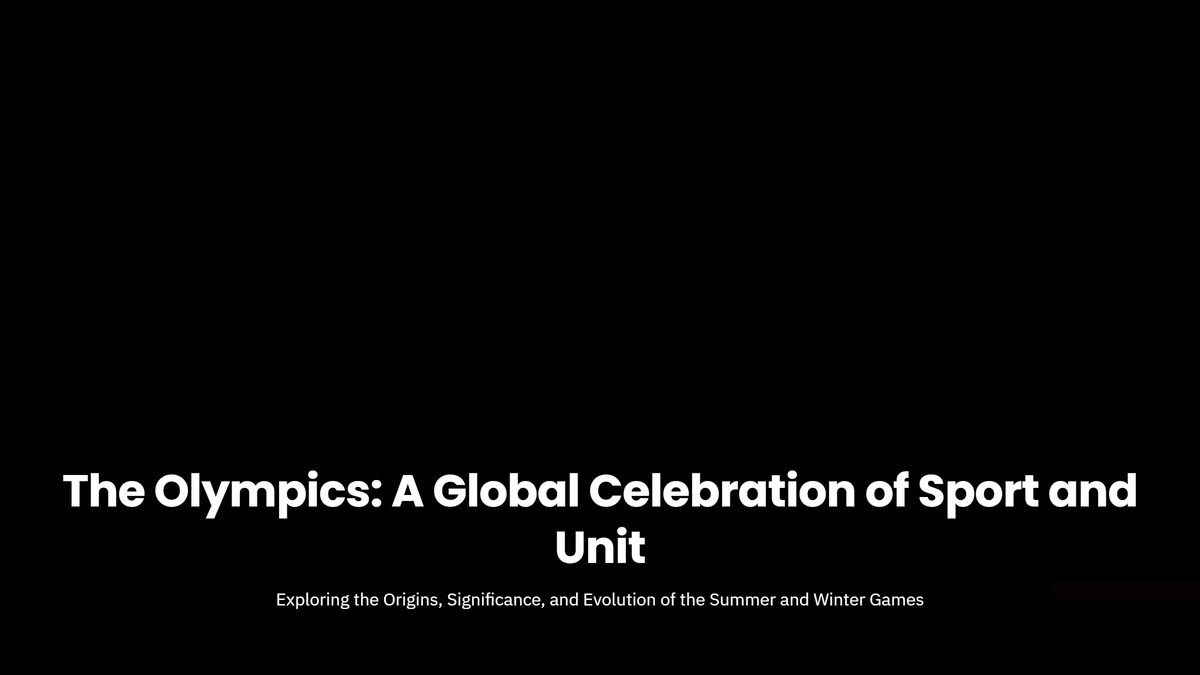 The Olympics: A Global Celebration of Sport and
Unit
Exploring the Origins, Significance, and Evolution of the Summer and Winter Games